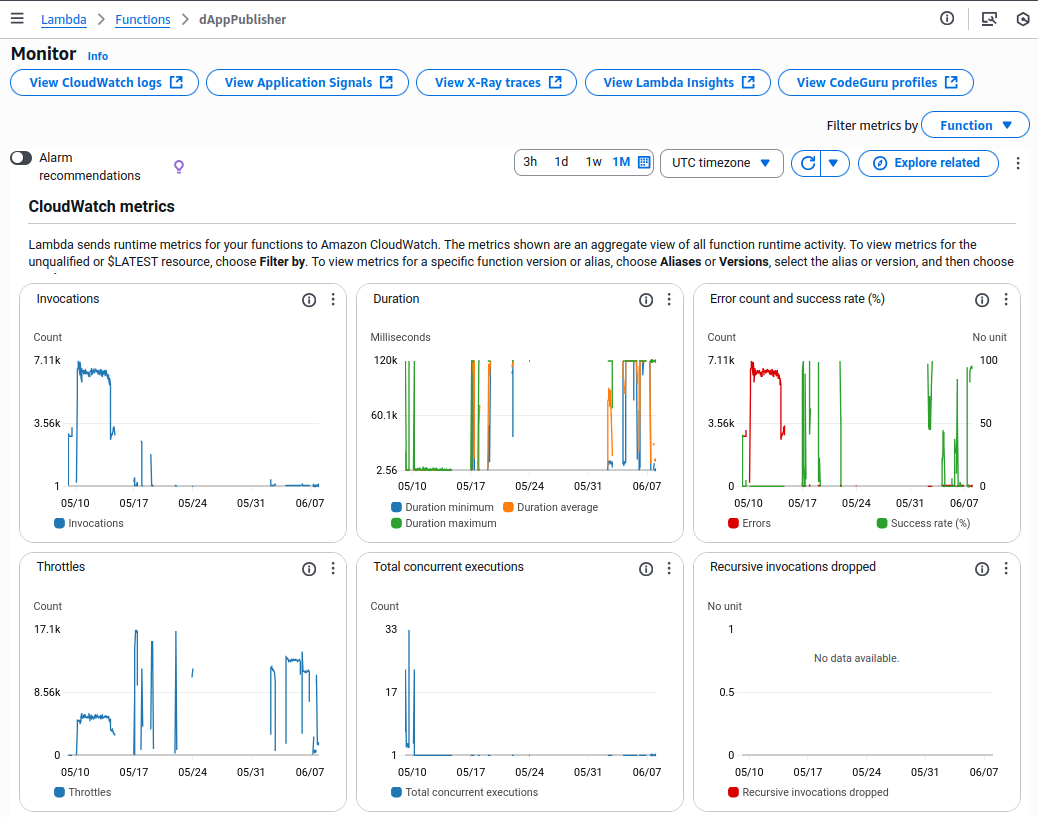 Lambda > Functions > dAppPublisher
Monitor Info
View CloudWatch logs View Application Signals View X-Ray traces View Lambda Insights View CodeGuru profiles
Filter metrics by Function
Alarm
recommendations
3h 1d 1w 1M UTC timezone Explore related
CloudWatch metrics
Lambda sends runtime metrics for your functions to Amazon CloudWatch. The metrics shown are an aggregate view of all function runtime activity. To view metrics for the
unqualified or $LATEST resource, choose Filter by. To view metrics for a specific function version or alias, choose Aliases or Versions, select the alias or version, and then choose
Invocations
Count
7.11k
3.56k
1
05/10 05/17 05/24 05/31 06/07
Invocations
Duration
Milliseconds
120k
60.1k
2.56
05/10 05/17 05/24 05/31 06/07
Duration minimum Duration average
Duration maximum
Error count and success rate (%)
Count No unit
7.11k 100
3.56k 50
0 0
05/10 05/17 05/24 05/31 06/07
Errors Success rate (%)
Throttles
Count
17.1k
8.56k
0
05/10 05/17 05/24 05/31 06/07
Throttles
Total concurrent executions
Count
33
17
1
05/10 05/17 05/24 05/31 06/07
Total concurrent executions
Recursive invocations dropped
No unit
1
No data available.
0.5
0
05/10 05/17 05/24 05/31 06/07
Recursive invocations dropped